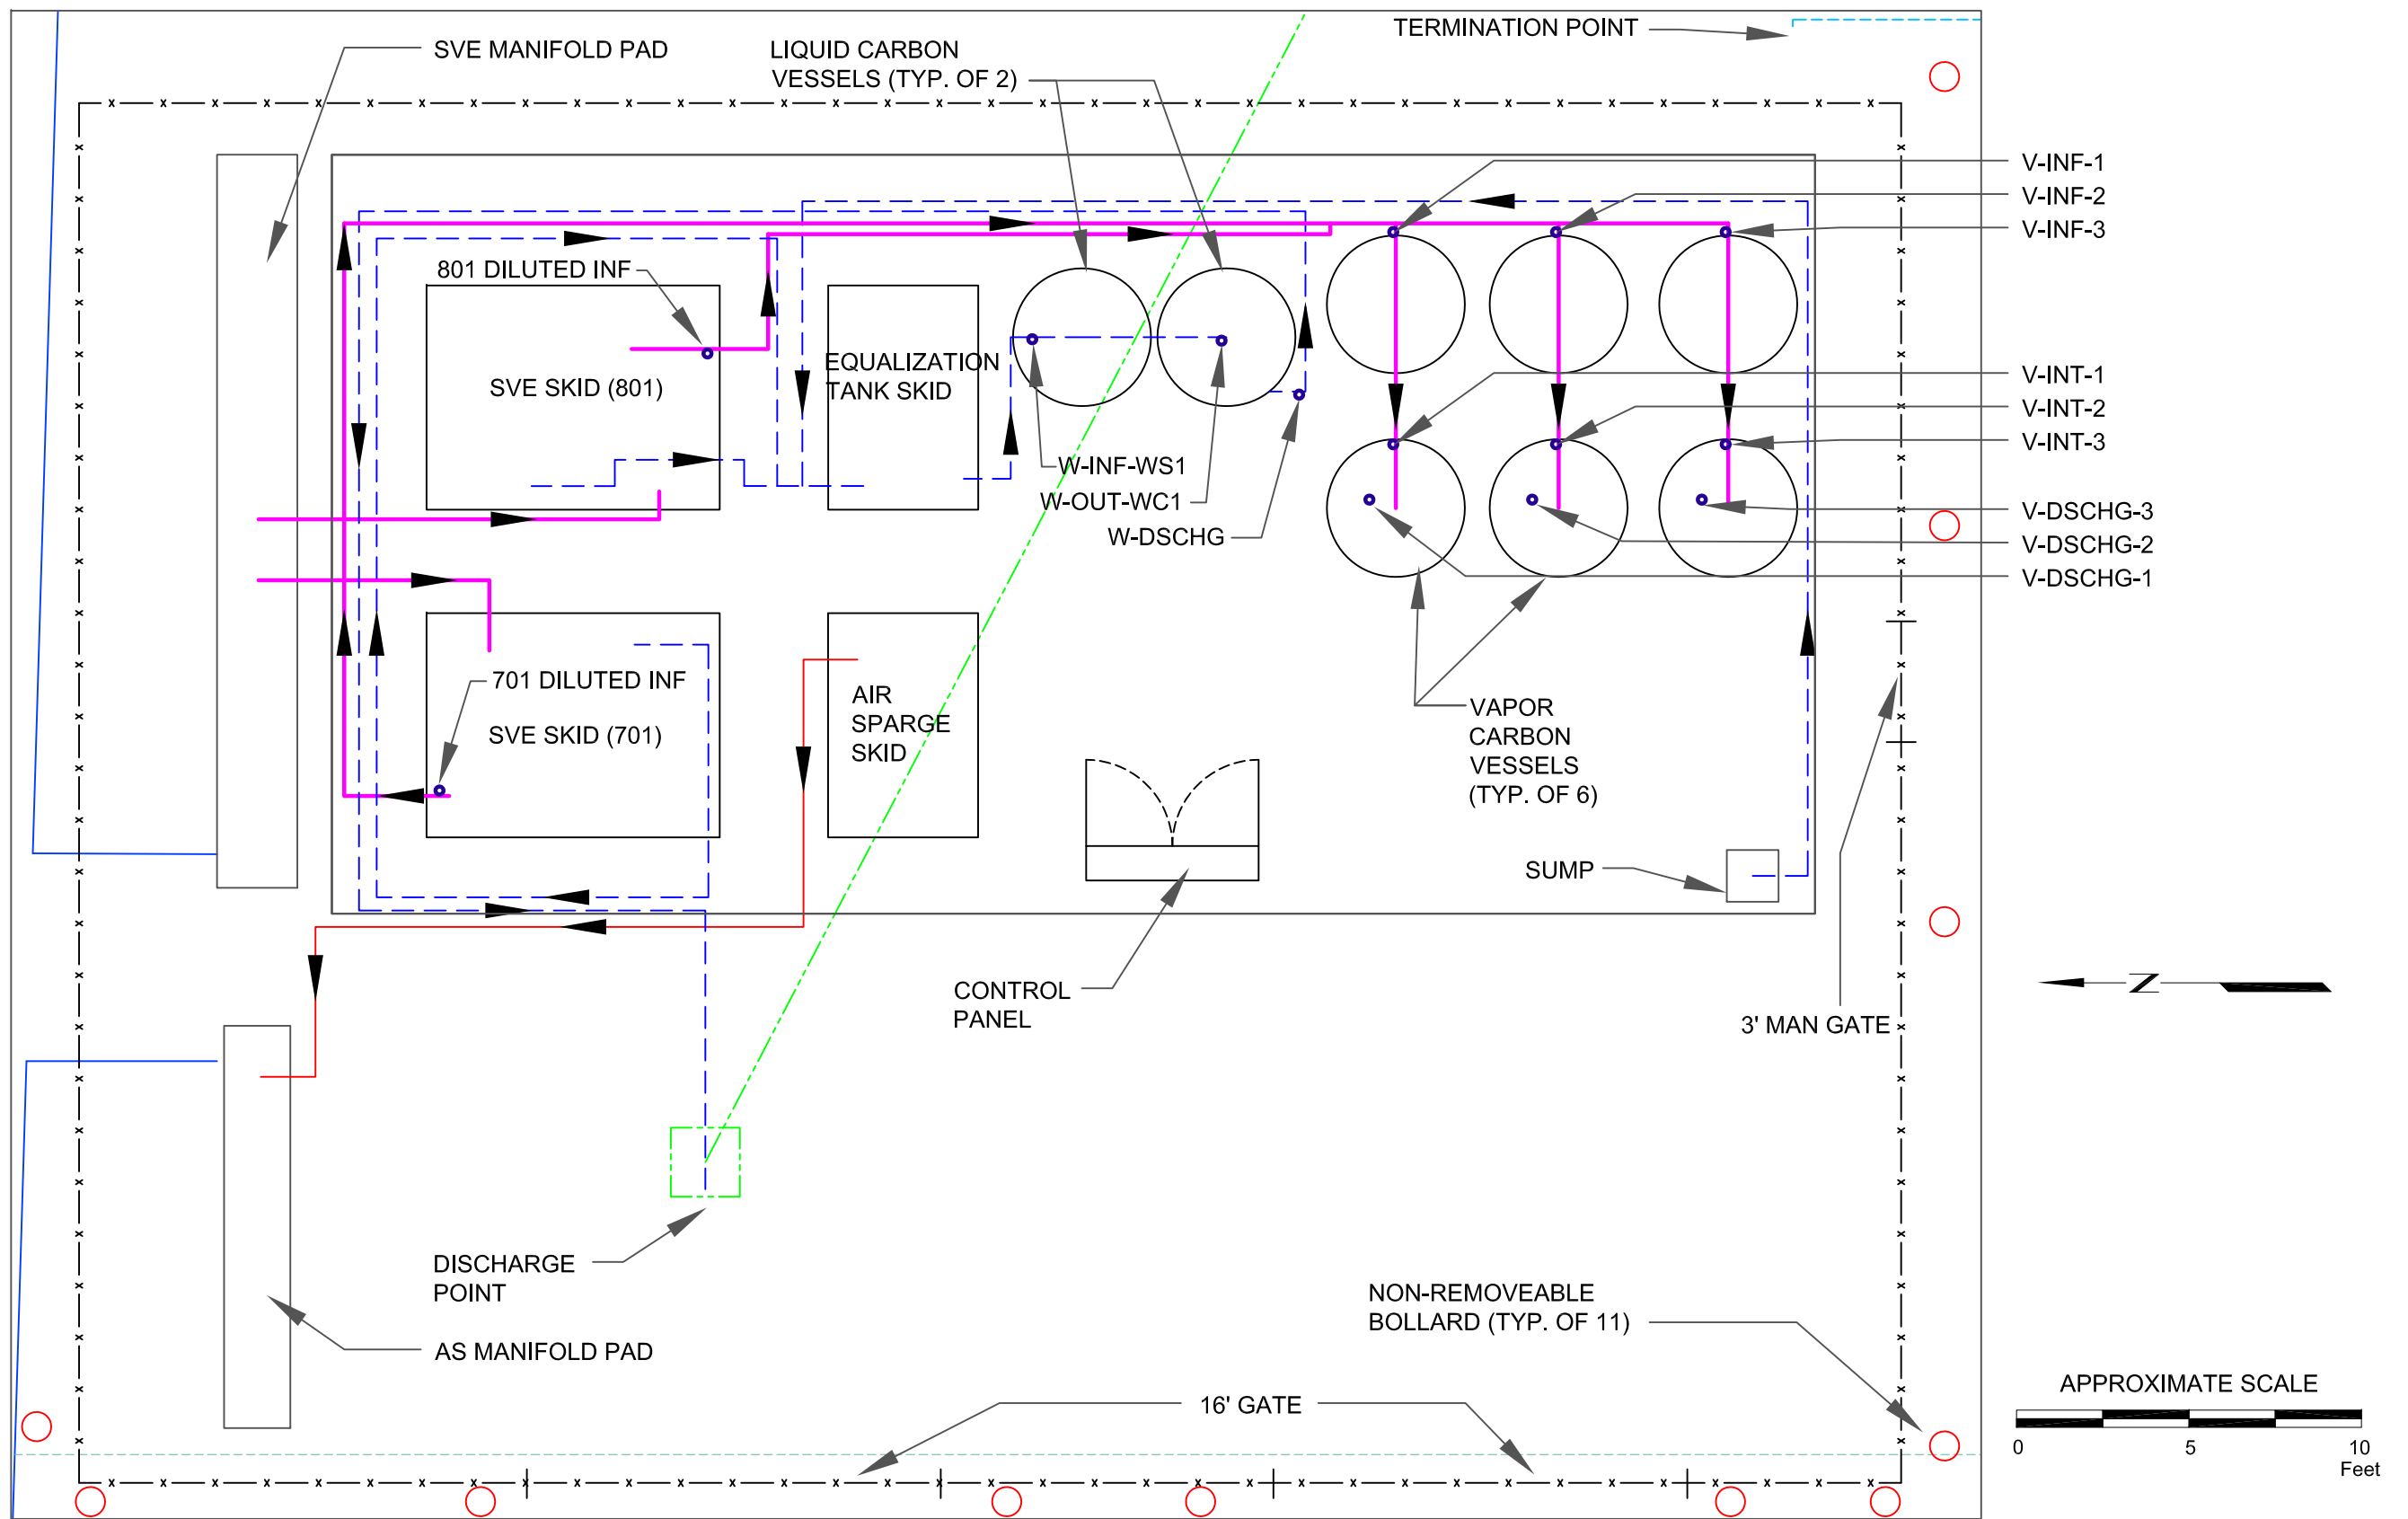 TERMINATION POINT
SVE MANIFOLD PAD
LIQUID CARBON
VESSELS (TYP. OF 2)
V-INF-1
V-INF-2
V-INF-3
801 DILUTED INF
SVE SKID (801)
EQUALIZATION
TANK SKID
V-INT-1
V-INT-2
V-INT-3
W-INF-WS1
W-OUT-WC1
W-DSCHG
V-DSCHG-3
V-DSCHG-2
V-DSCHG-1
701 DILUTED INF
SVE SKID (701)
AIR
SPARGE
SKID
VAPOR
CARBON
VESSELS
(TYP. OF 6)
SUMP
CONTROL
PANEL
N
3' MAN GATE
DISCHARGE
POINT
AS MANIFOLD PAD
NON-REMOVEABLE
BOLLARD (TYP. OF 11)
16' GATE
APPROXIMATE SCALE
0 5 10
Feet